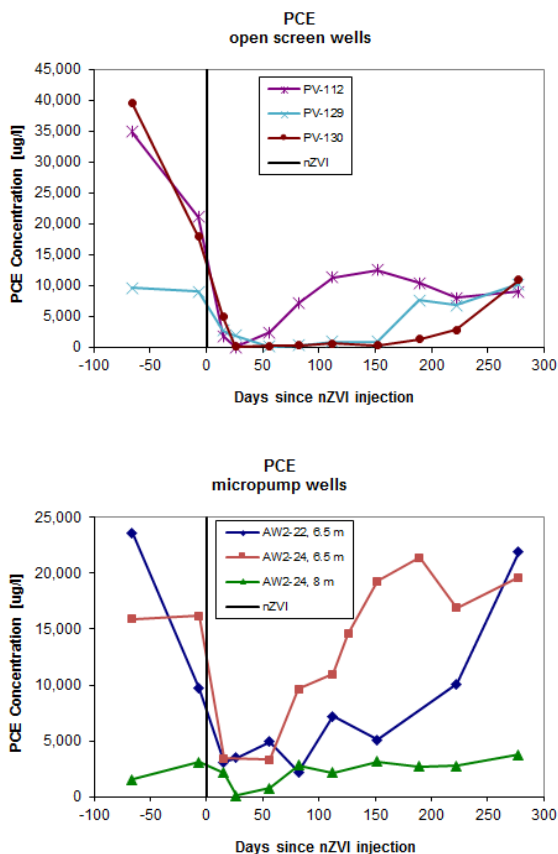 PCE
open screen wells
45,000
40,000
35,000
30,000
25,000
20,000
15,000
10,000
5,000
0
PCE Concentration [ug/l]
PV-112
PV-129
PV-130
nZVI
-100 -50 0 50 100 150 200 250 300
Days since nZVI injection
PCE
micropump wells
25,000
20,000
15,000
10,000
5,000
0
PCE Concentration [ug/l]
AW2-22, 6.5 m
AW2-24, 6.5 m
AW2-24, 8 m
nZVI
-100 -50 0 50 100 150 200 250 300
Days since nZVI injection